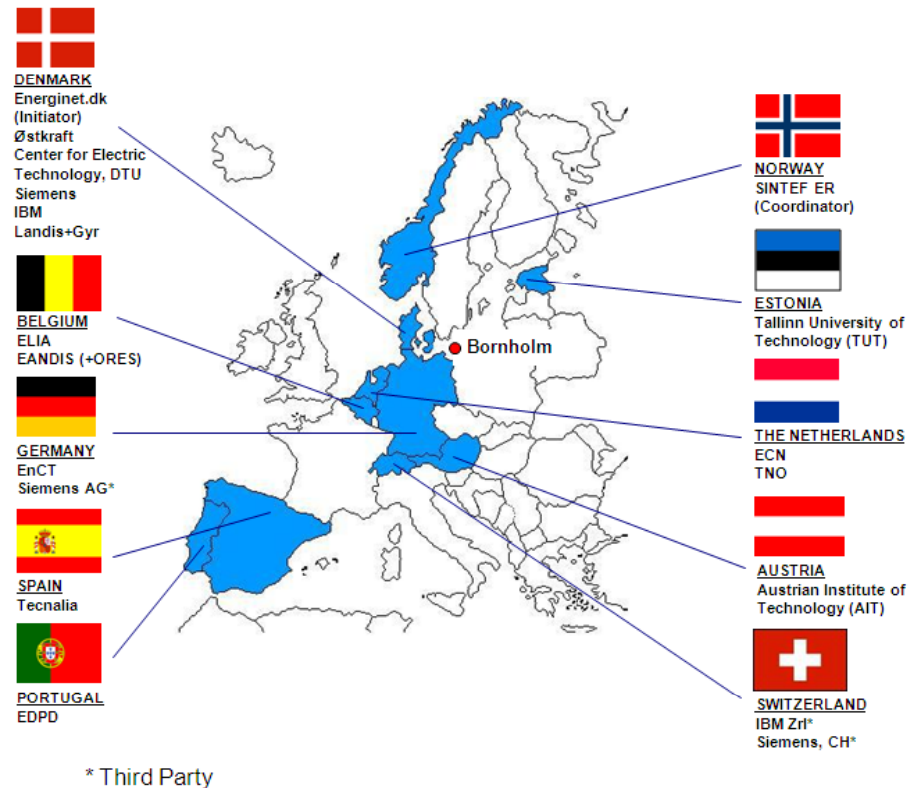 DENMARK
Energinet.dk
(Initiator)
Østkraft
Center for Electric
Technology, DTU
Siemens
IBM
Landis+Gyr
BELGIUM
ELIA
EANDIS (+ORES)
GERMANY
EnCT
Siemens AG*
SPAIN
Tecnalia
PORTUGAL
EDPD
Bornholm
NORWAY
SINTEF ER
(Coordinator)
ESTONIA
Tallinn University of
Technology (TUT)
THE NETHERLANDS
ECN
TNO
AUSTRIA
Austrian Institute of
Technology (AIT)
SWITZERLAND
IBM Zrl*
Siemens, CH*
* Third Party